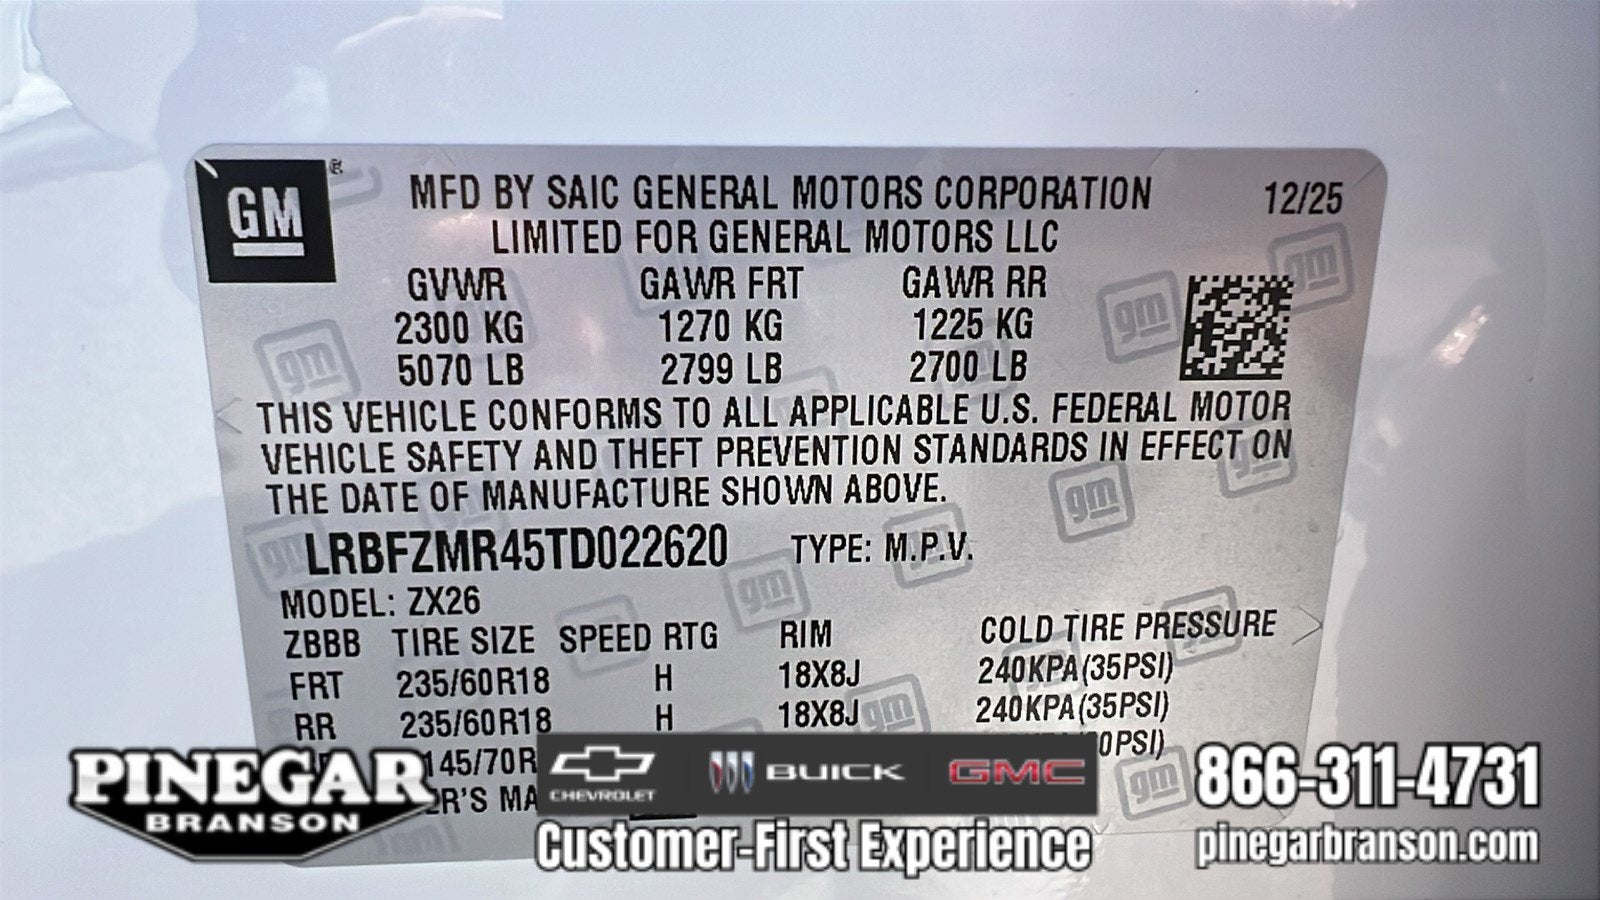 GM ® MFD BY SAIC GENERAL MOTORS CORPORATION 12/25
LIMITED FOR GENERAL MOTORS LLC
GVWR GAWR FRT GAWR RR
2300 KG 1270 KG 1225 KG
5070 LB 2799 LB 2700 LB
THIS VEHICLE CONFORMS TO ALL APPLICABLE U.S. FEDERAL MOTOR
VEHICLE SAFETY AND THEFT PREVENTION STANDARDS IN EFFECT ON
THE DATE OF MANUFACTURE SHOWN ABOVE.
LRBFZMR45TD022620 TYPE: M.P.V.
MODEL: ZX26
ZBBB TIRE SIZE SPEED RTG RIM COLD TIRE PRESSURE
FRT 235/60R18 H 18X8J 240KPA(35PSI)
RR 235/60R18 H 18X8J 240KPA(35PSI)
145/70R
PINEGAR
BRANSON
CHEVROLET BUICK GMC
Customer-First Experience
866-311-4731
pinegarbranson.com